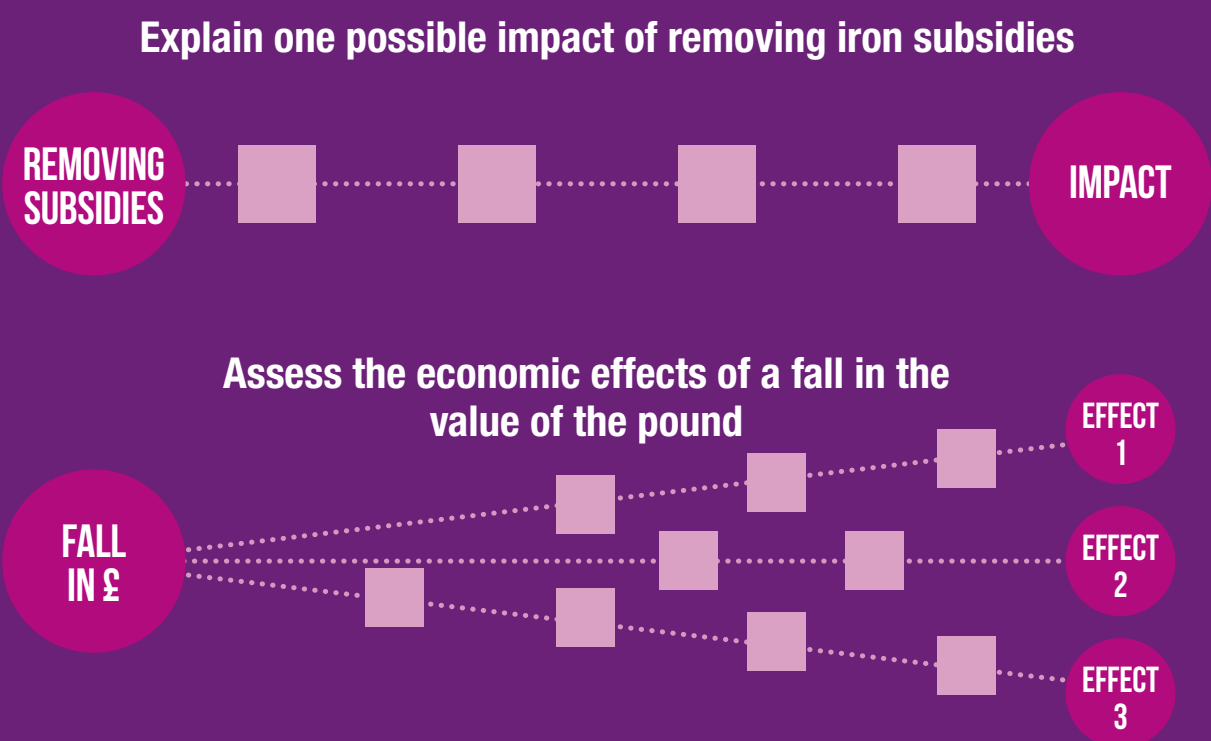 Explain one possible impact of removing iron subsidies
REMOVING
SUBSIDIES
IMPACT
Assess the economic effects of a fall in the
value of the pound
FALL
IN £
EFFECT
1
EFFECT
2
EFFECT
3